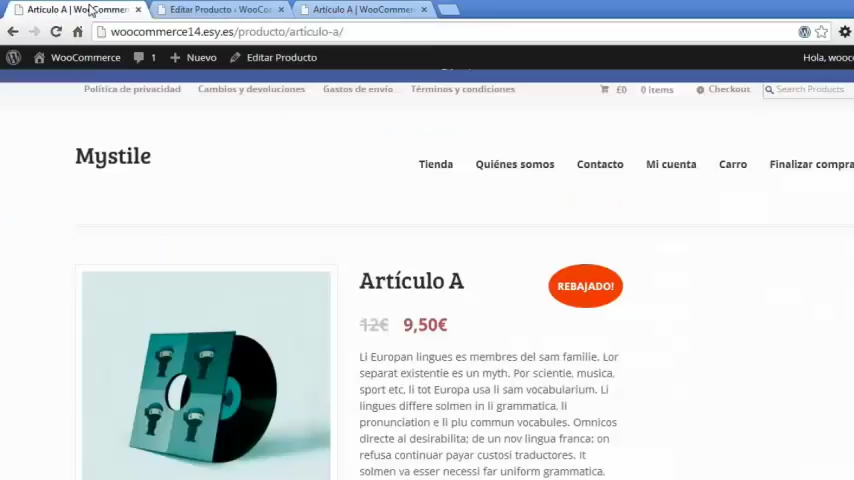 Artículo A | WooCommer
Editar Producto ‹ WooCo
Artículo A | WooCommer
woocommerce14.esy.es/producto/articulo-a/
WooCommerce 1 Nuevo Editar Producto Hola, wooc
Política de privacidad Cambios y devoluciones Gastos de envío Términos y condiciones £0 0 items Checkout Search Products
Mystile
Tienda Quiénes somos Contacto Mi cuenta Carro Finalizar compra
Artículo A
REBAJADO!
12€ 9,50€
Li Europan lingues es membres del sam familie. Lor
separat existentie es un myth. Por scientie, musica,
sport etc, li tot Europa usa li sam vocabularium. Li
lingues differe solmen in li grammatica, li
pronunciation e li plu commun vocabules. Omnicos
directe al desirabilita; de un nov lingua franca: on
refusa continuar payar custosi traductores. It
solmen va esser necessi far uniform grammatica.